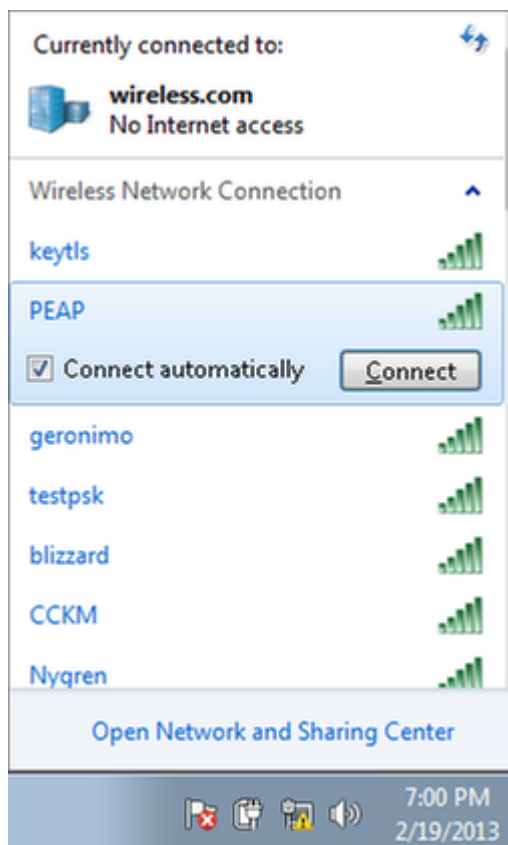 Currently connected to:
wireless.com
No Internet access
Wireless Network Connection
keytls
PEAP
Connect automatically Connect
geronimo
testpsk
blizzard
CCKM
Nygren
Open Network and Sharing Center
7:00 PM
2/19/2013